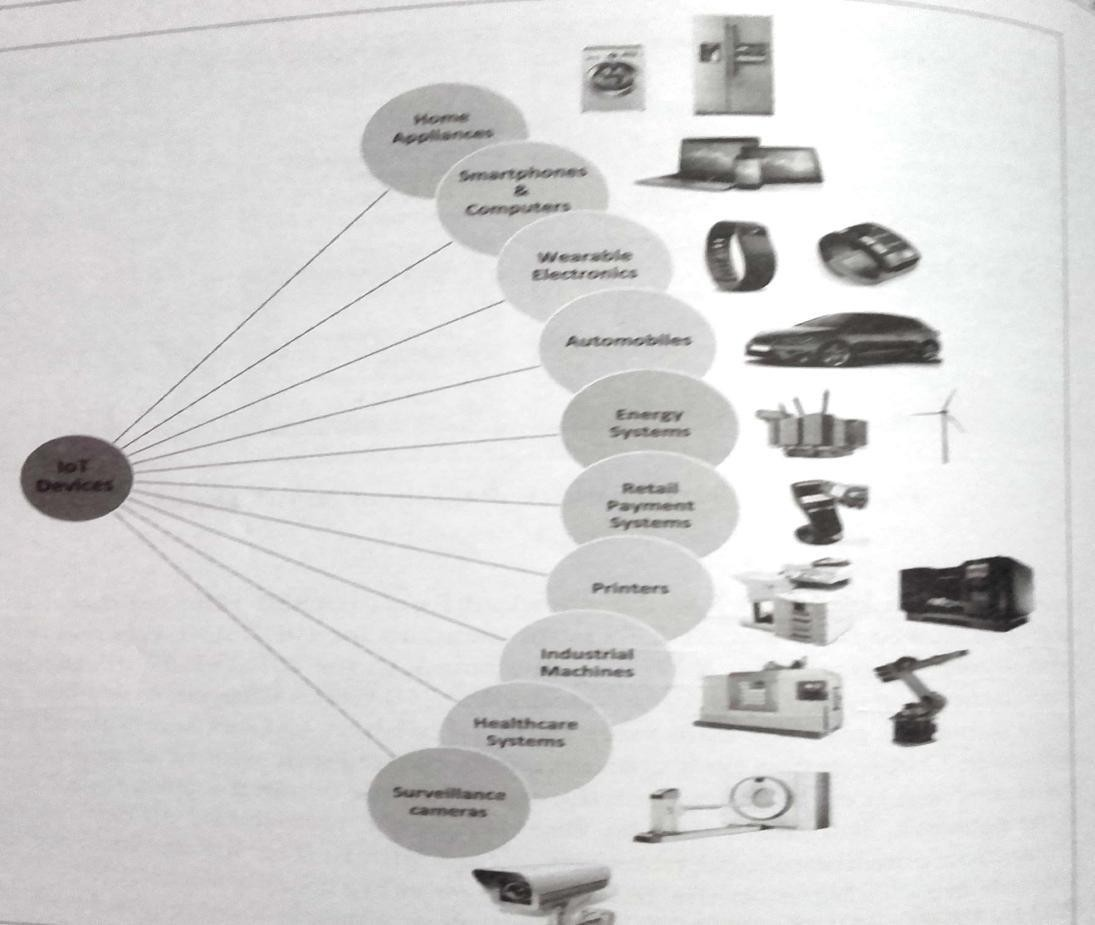 Home
Appliances
Smartphones
&
Computers
Wearable
Electronics
Automobiles
Energy
Systems
IoT
Devices
Retail
Payment
Systems
Printers
Industrial
Machines
Healthcare
Systems
Surveillance
cameras